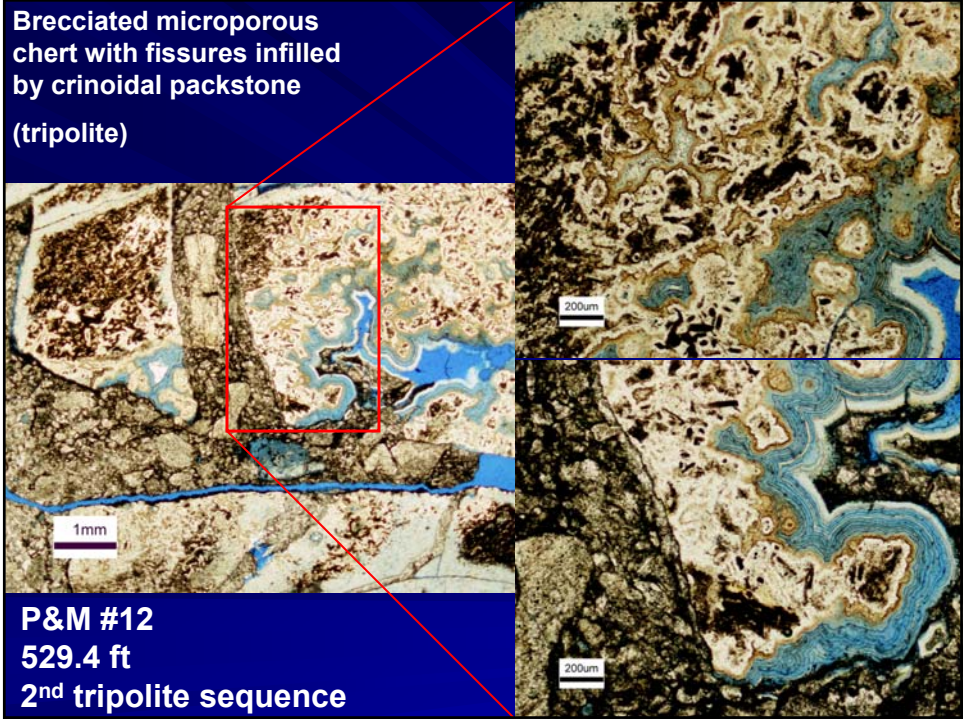 Brecciated microporous
chert with fissures infilled
by crinoidal packstone
(tripolite)
200um
1mm
200um
P&M #12
529.4 ft
2nd tripolite sequence